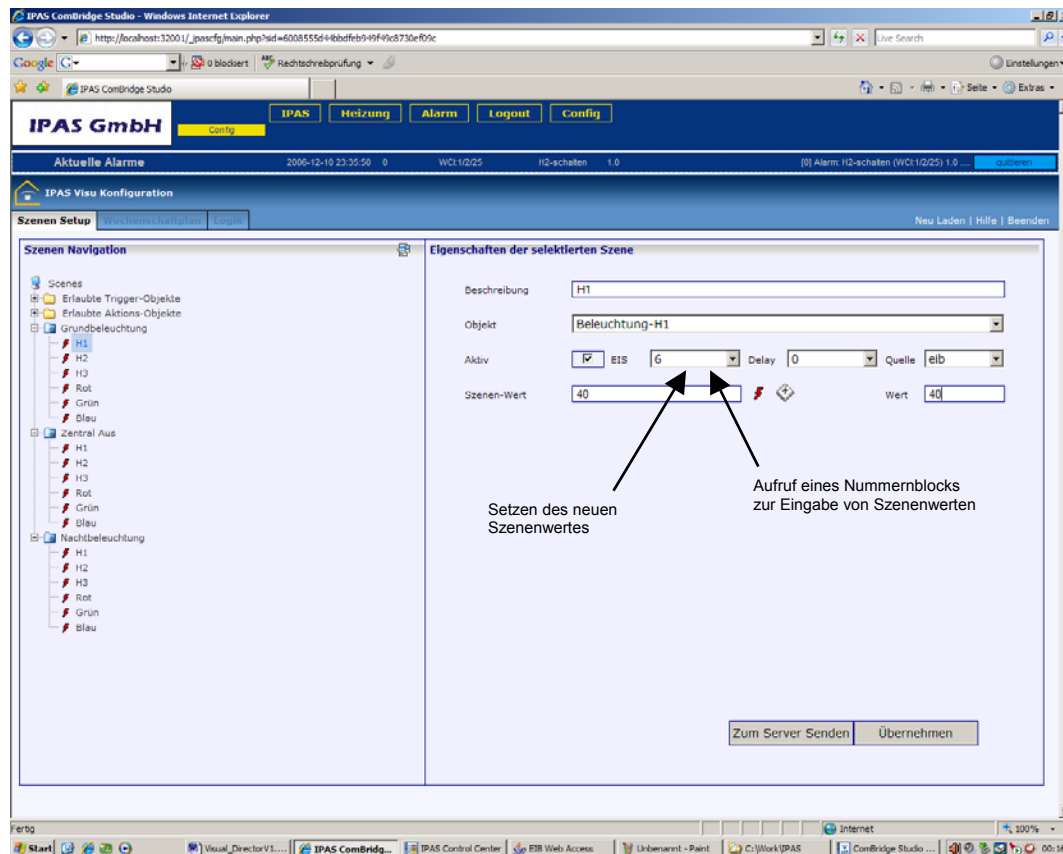 IPAS ComBridge Studio - Windows Internet Explorer
http://localhost:32001/_ipascfg/main.php?sid=
Live Search
Google G 0 blockiert Rechtschreibprüfung Einstellungen
IPAS ComBridge Studio Seite Extras
IPAS GmbH Config IPAS Heizung Alarm Logout Config
Aktuelle Alarme 2006-12-10 23:35:50 0 WCI:1/2/25 H2-schalten 1.0 [0] Alarm: H2-schalten (WCI:1/2/25) 1.0 .... quittieren
IPAS Visu Konfiguration
Szenen Setup Wochenschaltplan Logik Neu Laden | Hilfe | Beenden
Szenen Navigation
Scenes
Erlaubte Trigger-Objekte
Erlaubte Aktions-Objekte
Grundbeleuchtung
H1
H2
H3
Rot
Grün
Blau
Zentral Aus
H1
H2
H3
Rot
Grün
Blau
Nachtbeleuchtung
H1
H2
H3
Rot
Grün
Blau
Eigenschaften der selektierten Szene
Beschreibung H1
Objekt Beleuchtung-H1
Aktiv EIS 6 Delay 0 Quelle eib
Szenen-Wert 40 Wert 40
Setzen des neuen
Szenenwertes
Aufruf eines Nummernblocks
zur Eingabe von Szenenwerten
Zum Server Senden Übernehmen
Fertig Internet 100%
Start Visual_DirectorV1.... IPAS ComBridg... IPAS Control Center EIB Web Access Unbenannt - Paint C:\Work\IPAS ComBridge Studio ...